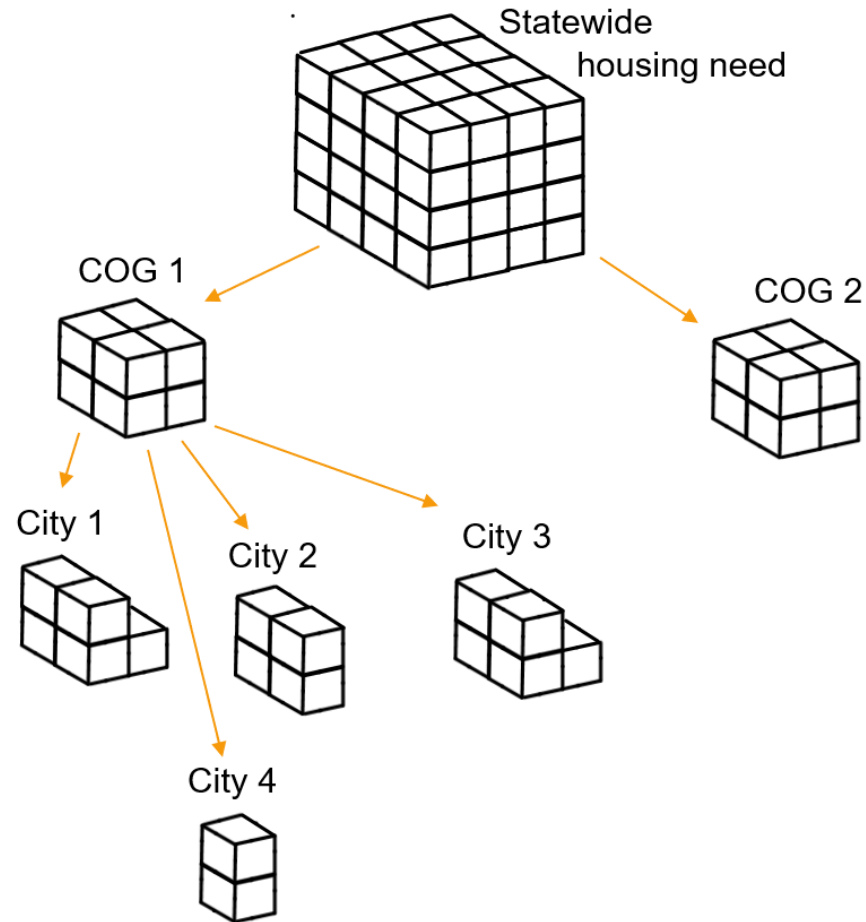 Statewide
housing need
COG 1
COG 2
City 1
City 2
City 3
City 4